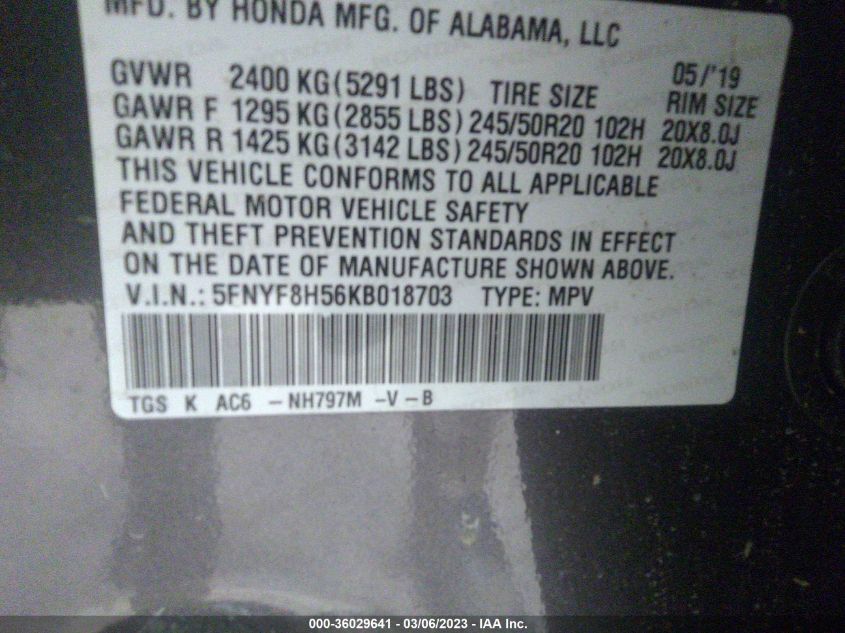 MFD. BY HONDA MFG. OF ALABAMA, LLC
05/'19
GVWR 2400 KG (5291 LBS) TIRE SIZE RIM SIZE
GAWR F 1295 KG (2855 LBS) 245/50R20 102H 20X8.0J
GAWR R 1425 KG (3142 LBS) 245/50R20 102H 20X8.0J
THIS VEHICLE CONFORMS TO ALL APPLICABLE
FEDERAL MOTOR VEHICLE SAFETY
AND THEFT PREVENTION STANDARDS IN EFFECT
ON THE DATE OF MANUFACTURE SHOWN ABOVE.
V.I.N.: 5FNYF8H56KB018703 TYPE: MPV
TGS K AC6 -NH797M -V-B
000-36029641 - 03/06/2023 - IAA Inc.